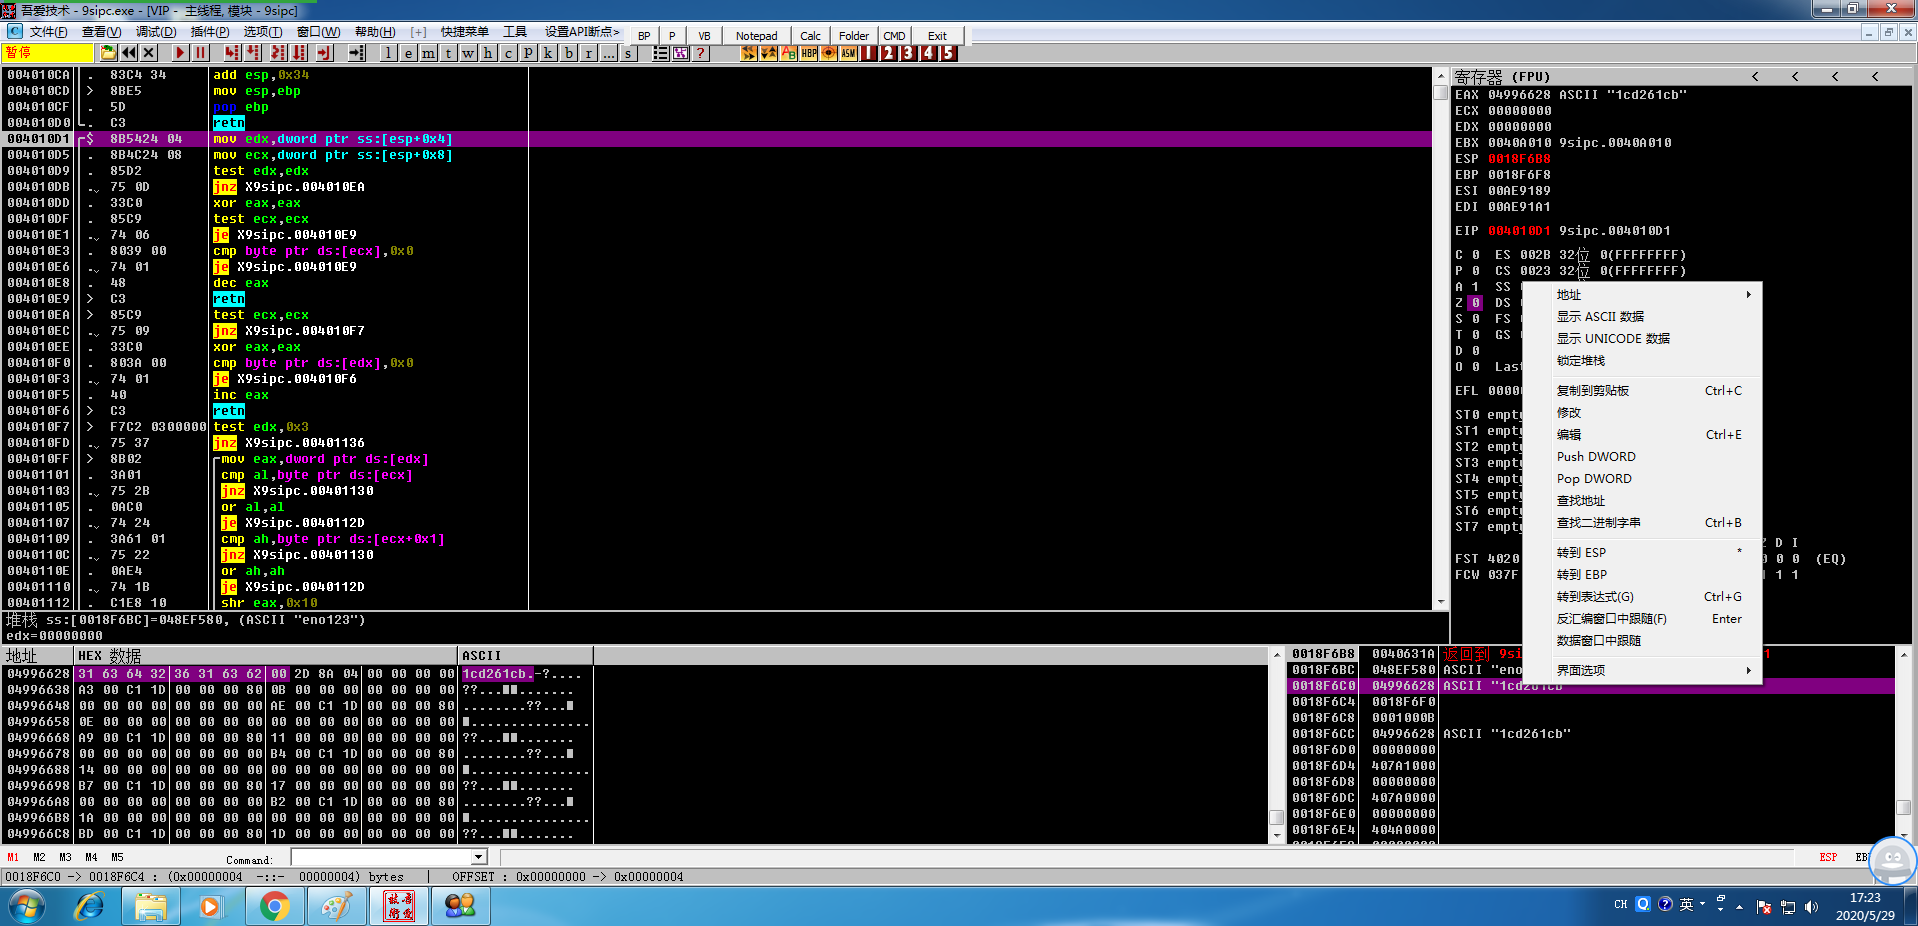 吾爱技术 - 9sipc.exe - [VIP - 主线程, 模块 - 9sipc]
文件(F) 查看(V) 调试(D) 插件(P) 选项(T) 窗口(W) 帮助(H) [+] 快捷菜单 工具 设置API断点> BP P VB Notepad Calc Folder CMD Exit
暂停 l e m t w h c p k b r ... s ? HBP ASM 1 2 3 4 5
004010CA . 83C4 34 add esp,0x34
004010CD > 8BE5 mov esp,ebp
004010CF . 5D pop ebp
004010D0 . C3 retn
004010D1 $ 8B5424 04 mov edx,dword ptr ss:[esp+0x4]
004010D5 . 8B4C24 08 mov ecx,dword ptr ss:[esp+0x8]
004010D9 . 85D2 test edx,edx
004010DB . 75 0D jnz X9sipc.004010EA
004010DD . 33C0 xor eax,eax
004010DF . 85C9 test ecx,ecx
004010E1 . 74 06 je X9sipc.004010E9
004010E3 . 8039 00 cmp byte ptr ds:[ecx],0x0
004010E6 . 74 01 je X9sipc.004010E9
004010E8 . 48 dec eax
004010E9 > C3 retn
004010EA > 85C9 test ecx,ecx
004010EC . 75 09 jnz X9sipc.004010F7
004010EE . 33C0 xor eax,eax
004010F0 . 803A 00 cmp byte ptr ds:[edx],0x0
004010F3 . 74 01 je X9sipc.004010F6
004010F5 . 40 inc eax
004010F6 > C3 retn
004010F7 > F7C2 0300000 test edx,0x3
004010FD . 75 37 jnz X9sipc.00401136
004010FF > 8B02 mov eax,dword ptr ds:[edx]
00401101 . 3A01 cmp al,byte ptr ds:[ecx]
00401103 . 75 2B jnz X9sipc.00401130
00401105 . 0AC0 or al,al
00401107 . 74 24 je X9sipc.0040112D
00401109 . 3A61 01 cmp ah,byte ptr ds:[ecx+0x1]
0040110C . 75 22 jnz X9sipc.00401130
0040110E . 0AE4 or ah,ah
00401110 . 74 1B je X9sipc.0040112D
00401112 . C1E8 10 shr eax,0x10
堆栈 ss:[0018F6BC]=048EF580, (ASCII "eno123")
edx=00000000
寄存器 (FPU) < < < <
EAX 04996628 ASCII "1cd261cb"
ECX 00000000
EDX 00000000
EBX 0040A010 9sipc.0040A010
ESP 0018F6B8
EBP 0018F6F8
ESI 00AE9189
EDI 00AE91A1
EIP 004010D1 9sipc.004010D1
C 0 ES 002B 32位 0(FFFFFFFF)
P 0 CS 0023 32位 0(FFFFFFFF)
A 1 SS
Z 0 DS
S 0 FS
T 0 GS
D 0
O 0 Las
EFL 0000
ST0 empt
ST1 empt
ST2 empt
ST3 empt
ST4 empt
ST5 empt
ST6 empt
ST7 empt
Z D I
FST 4020 0 0 0 (EQ)
FCW 037F 1 1 1
地址
显示 ASCII 数据
显示 UNICODE 数据
锁定堆栈
复制到剪贴板 Ctrl+C
修改
编辑 Ctrl+E
Push DWORD
Pop DWORD
查找地址
查找二进制字串 Ctrl+B
转到 ESP *
转到 EBP
转到表达式(G) Ctrl+G
反汇编窗口中跟随(F) Enter
数据窗口中跟随
界面选项
地址 HEX 数据 ASCII
04996628 31 63 64 32 36 31 63 62 00 2D 8A 04 00 00 00 00 1cd261cb.-?....
04996638 A3 00 C1 1D 00 00 00 80 0B 00 00 00 00 00 00 00 ??...■■.......
04996648 00 00 00 00 00 00 00 00 AE 00 C1 1D 00 00 00 80 ........??...■
04996658 0E 00 00 00 00 00 00 00 00 00 00 00 00 00 00 00 ■...............
04996668 A9 00 C1 1D 00 00 00 80 11 00 00 00 00 00 00 00 ??...■■.......
04996678 00 00 00 00 00 00 00 00 B4 00 C1 1D 00 00 00 80 ........??...■
04996688 14 00 00 00 00 00 00 00 00 00 00 00 00 00 00 00 ■...............
04996698 B7 00 C1 1D 00 00 00 80 17 00 00 00 00 00 00 00 ??...■■.......
049966A8 00 00 00 00 00 00 00 00 B2 00 C1 1D 00 00 00 80 ........??...■
049966B8 1A 00 00 00 00 00 00 00 00 00 00 00 00 00 00 00 ■...............
049966C8 BD 00 C1 1D 00 00 00 80 1D 00 00 00 00 00 00 00 ??...■■.......
0018F6B8 0040631A 返回到 9si
0018F6BC 048EF580 ASCII "eno
0018F6C0 04996628 ASCII "1cd261cb
0018F6C4 0018F6F0
0018F6C8 0001000B
0018F6CC 04996628 ASCII "1cd261cb"
0018F6D0 00000000
0018F6D4 407A1000
0018F6D8 00000000
0018F6DC 407A0000
0018F6E0 00000000
0018F6E4 404A0000
M1 M2 M3 M4 M5 Command: ESP EB
0018F6C0 -> 0018F6C4 : (0x00000004 -::- 00000004) bytes | OFFSET : 0x00000000 -> 0x00000004
CH 英 17:23
2020/5/29